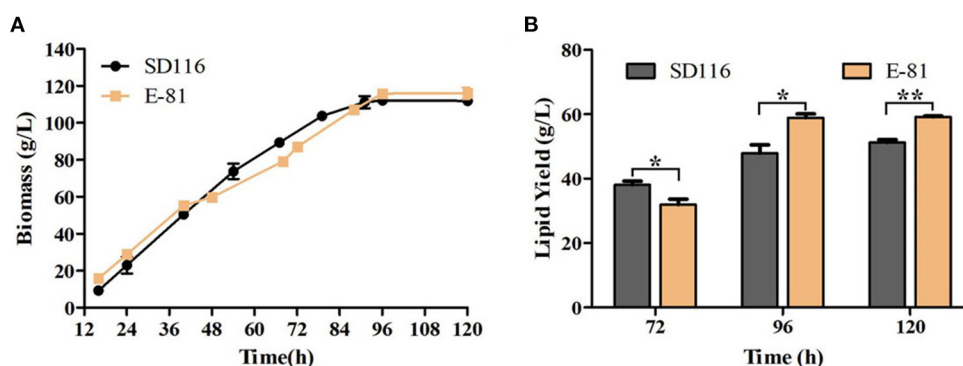 A
140
120
100
80
60
40
20
0
Biomass (g/L)
SD116
E-81
12 24 36 48 60 72 84 96 108 120
Time(h)
B
80
60
40
20
0
Lipid Yield (g/L)
SD116 E-81
* * **
72 96 120
Time (h)